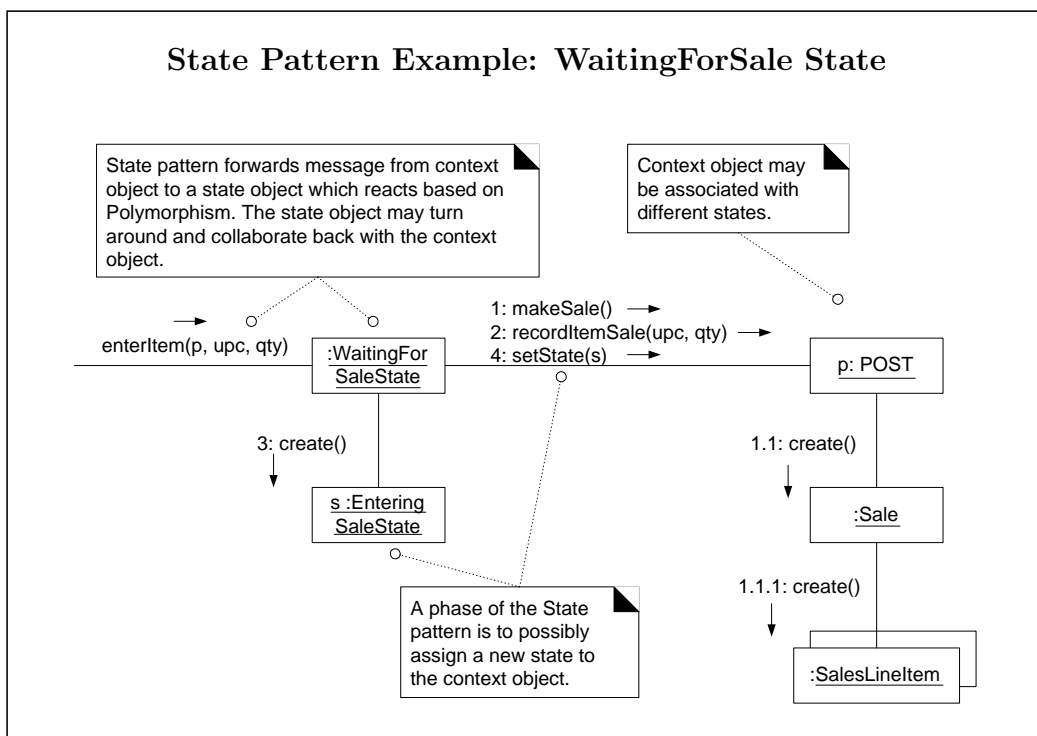 State Pattern Example: WaitingForSale State
State pattern forwards message from context
object to a state object which reacts based on
Polymorphism. The state object may turn
around and collaborate back with the context
object.
Context object may
be associated with
different states.
enterItem(p, upc, qty)
:WaitingFor
SaleState
1: makeSale()
2: recordItemSale(upc, qty)
4: setState(s)
p: POST
3: create()
1.1: create()
s :Entering
SaleState
:Sale
1.1.1: create()
A phase of the State
pattern is to possibly
assign a new state to
the context object.
:SalesLineItem